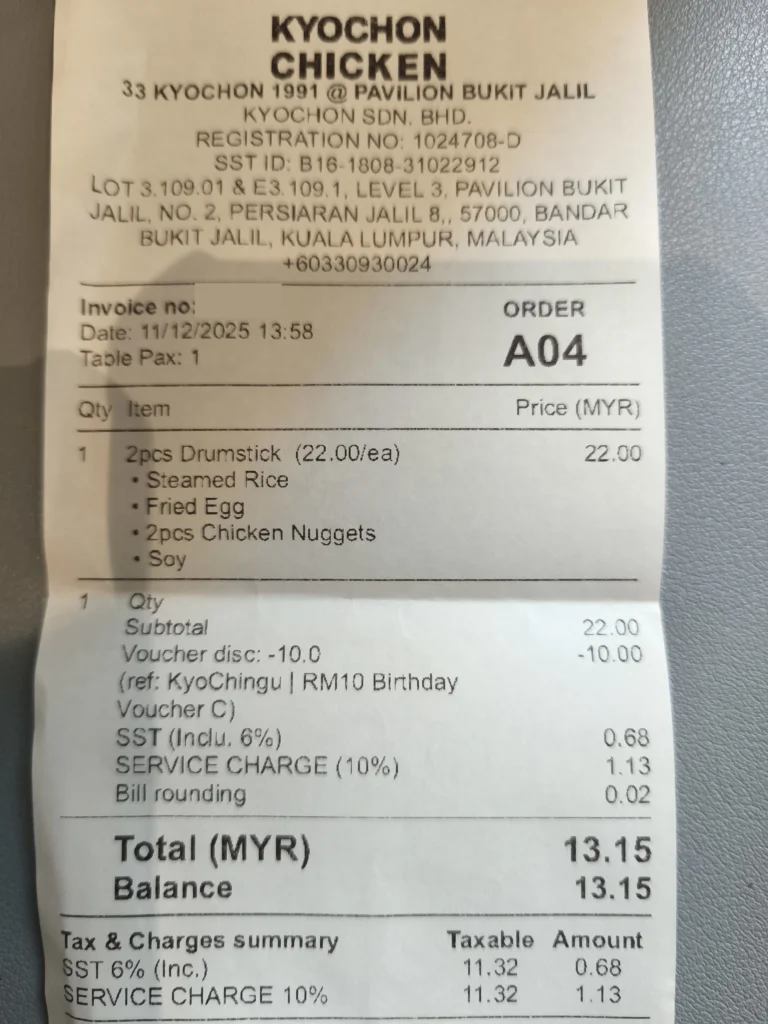 KYOCHON
CHICKEN
33 KYOCHON 1991 @ PAVILION BUKIT JALIL
KYOCHON SDN. BHD.
REGISTRATION NO: 1024708-D
SST ID: B16-1808-31022912
LOT 3.109.01 & E3.109.1, LEVEL 3, PAVILION BUKIT
JALIL, NO. 2, PERSIARAN JALIL 8,, 57000, BANDAR
BUKIT JALIL, KUALA LUMPUR, MALAYSIA
+60330930024
Invoice no: ORDER
Date: 11/12/2025 13:58
A04
Table Pax: 1
Qty Item Price (MYR)
1 2pcs Drumstick (22.00/ea) 22.00
• Steamed Rice
• Fried Egg
• 2pcs Chicken Nuggets
• Soy
1 Qty
Subtotal 22.00
Voucher disc: -10.0 -10.00
(ref: KyoChingu | RM10 Birthday
Voucher C)
SST (Inclu. 6%) 0.68
SERVICE CHARGE (10%) 1.13
Bill rounding 0.02
Total (MYR) 13.15
Balance 13.15
Tax & Charges summary Taxable Amount
SST 6% (Inc.) 11.32 0.68
SERVICE CHARGE 10% 11.32 1.13